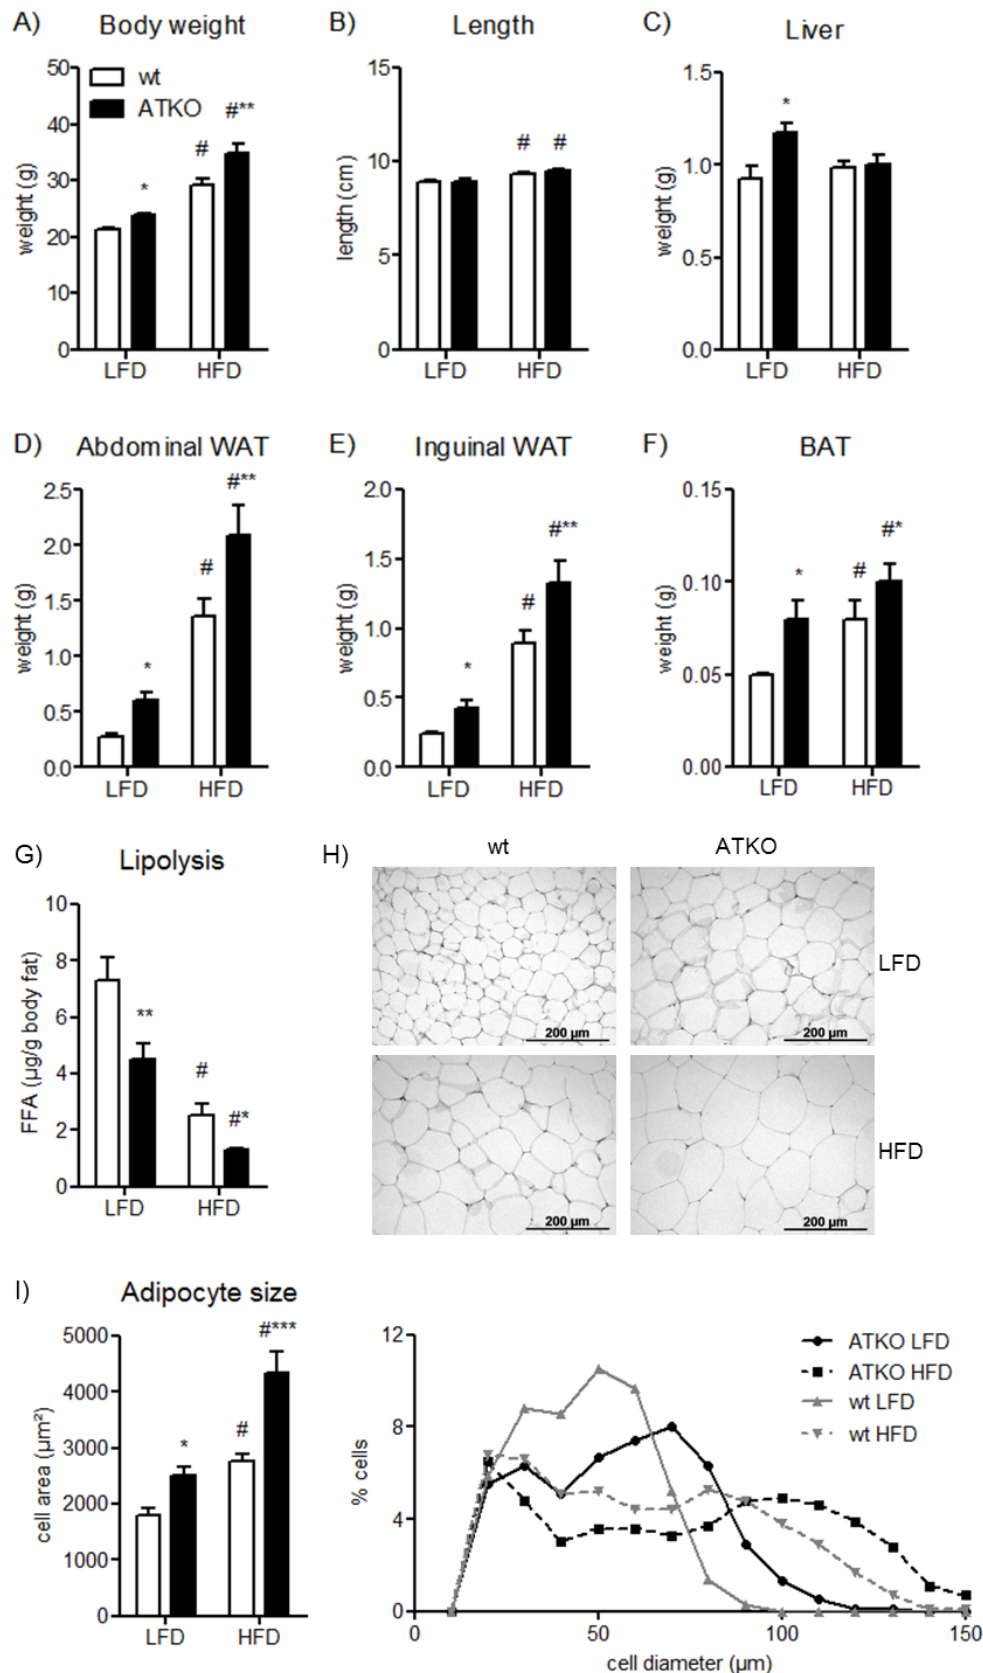 A) Body weight
B) Length
C) Liver
50
40
30
20
10
0
weight (g)
wt
ATKO
*
#
#**
LFD
HFD
15
10
5
0
length (cm)
#
#
LFD
HFD
1.5
1.0
0.5
0.0
weight (g)
*
LFD
HFD
D) Abdominal WAT
E) Inguinal WAT
F) BAT
2.5
2.0
1.5
1.0
0.5
0.0
weight (g)
*
#
#**
LFD
HFD
2.0
1.5
1.0
0.5
0.0
weight (g)
*
#
#**
LFD
HFD
0.15
0.10
0.05
0.00
weight (g)
*
#
#*
LFD
HFD
G) Lipolysis
10
8
6
4
2
0
FFA (µg/g body fat)
**
#
#*
LFD
HFD
H)
wt
ATKO
200 µm
200 µm
LFD
200 µm
200 µm
HFD
I) Adipocyte size
5000
4000
3000
2000
1000
0
cell area (µm²)
*
#
#***
LFD
HFD
12
8
4
0
% cells
ATKO LFD
ATKO HFD
wt LFD
wt HFD
0
50
100
150
cell diameter (µm)